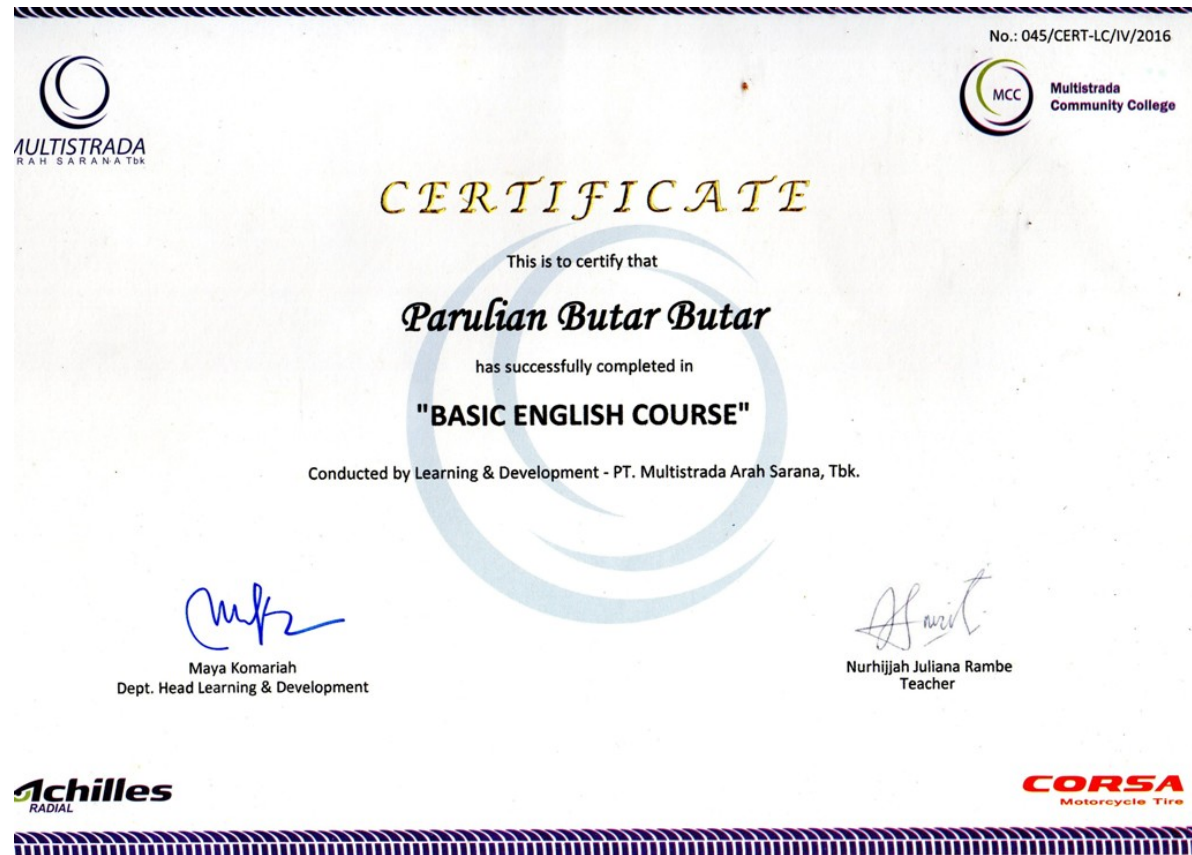 No.: 045/CERT-LC/IV/2016
MULTISTRADA
ARAH SARANA Tbk
MCC
Multistrada
Community College
CERTIFICATE
This is to certify that
Parulian Butar Butar
has successfully completed in
"BASIC ENGLISH COURSE"
Conducted by Learning & Development - PT. Multistrada Arah Sarana, Tbk.
Maya Komariah
Dept. Head Learning & Development
Nurhijjah Juliana Rambe
Teacher
Achilles
RADIAL
CORSA
Motorcycle Tire